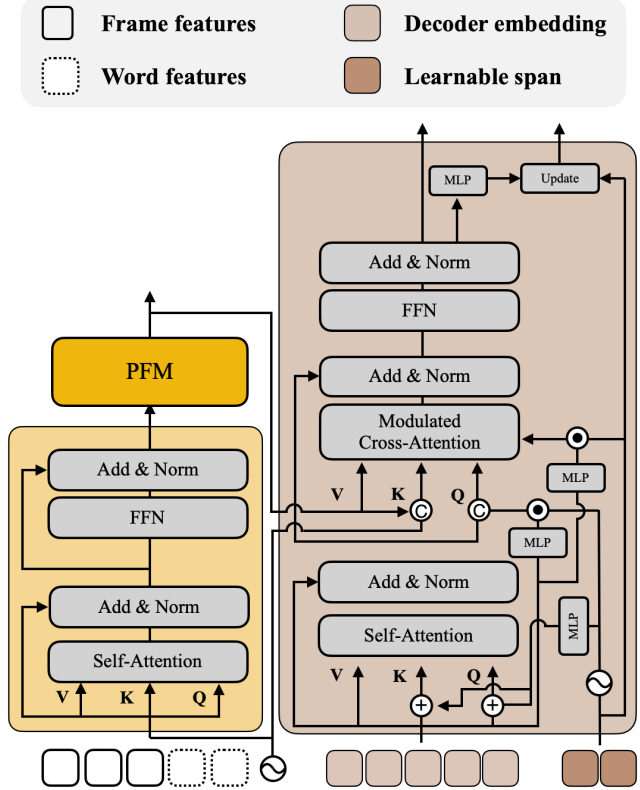 Frame features
Decoder embedding
Word features
Learnable span
MLP
Update
Add & Norm
FFN
PFM
Add & Norm
Modulated
Cross-Attention
Add & Norm
MLP
V
K
Q
C
C
FFN
MLP
Add & Norm
Add & Norm
MLP
Self-Attention
Self-Attention
V
K
Q
V
K
Q